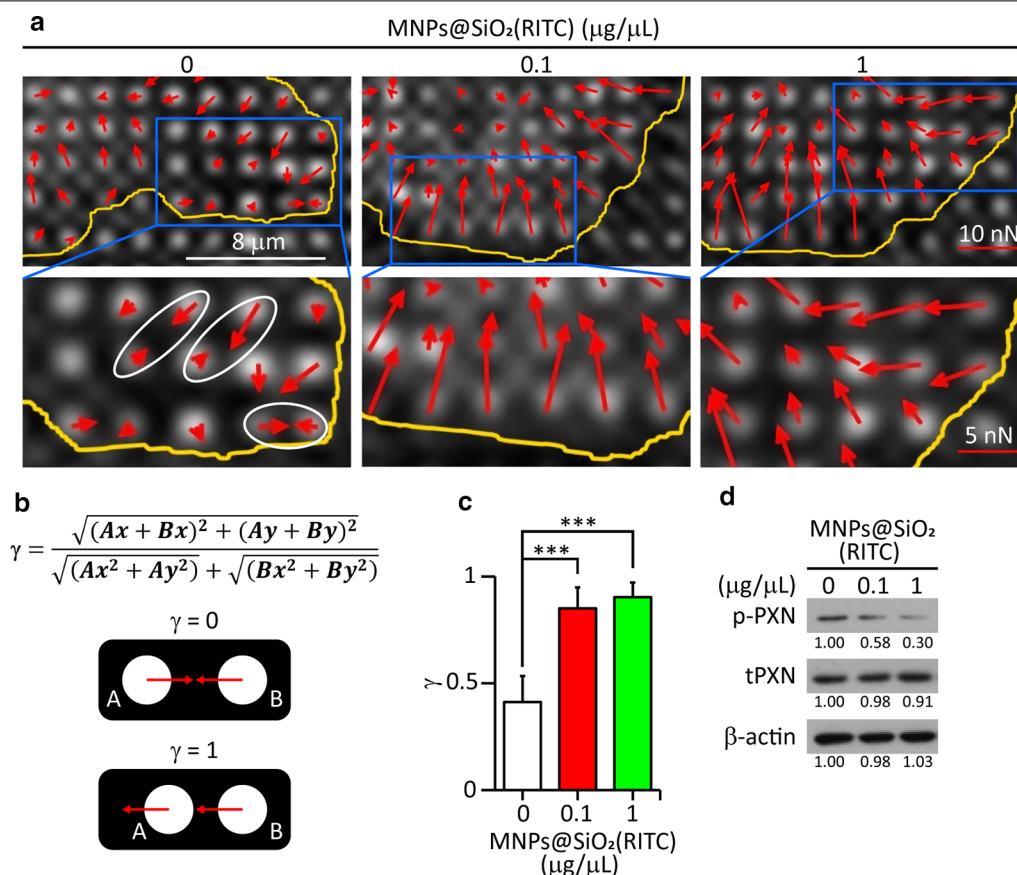 a
MNPs@SiO₂(RITC) (µg/µL)
0 0.1 1
8 µm
10 nN
5 nN
b
γ = √(Ax + Bx)² + (Ay + By)² / √(Ax² + Ay²) + √(Bx² + By²)
γ = 0
A B
γ = 1
A B
c
*** 
***
1
0.5
0
γ
0 0.1 1
MNPs@SiO₂(RITC)
(µg/µL)
d
MNPs@SiO₂
(RITC)
(µg/µL) 0 0.1 1
p-PXN
1.00 0.58 0.30
tPXN
1.00 0.98 0.91
β-actin
1.00 0.98 1.03